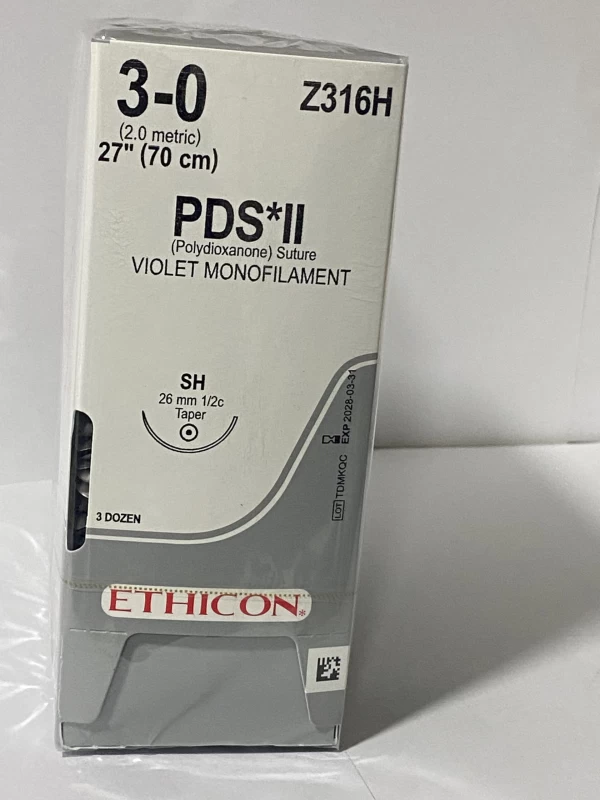 3-0
Z316H
(2.0 metric)
27" (70 cm)
PDS*II
(Polydioxanone) Suture
VIOLET MONOFILAMENT
SH
26 mm 1/2c
Taper
EXP 2028-03-31
LOT TDMKQC
3 DOZEN
ETHICON*